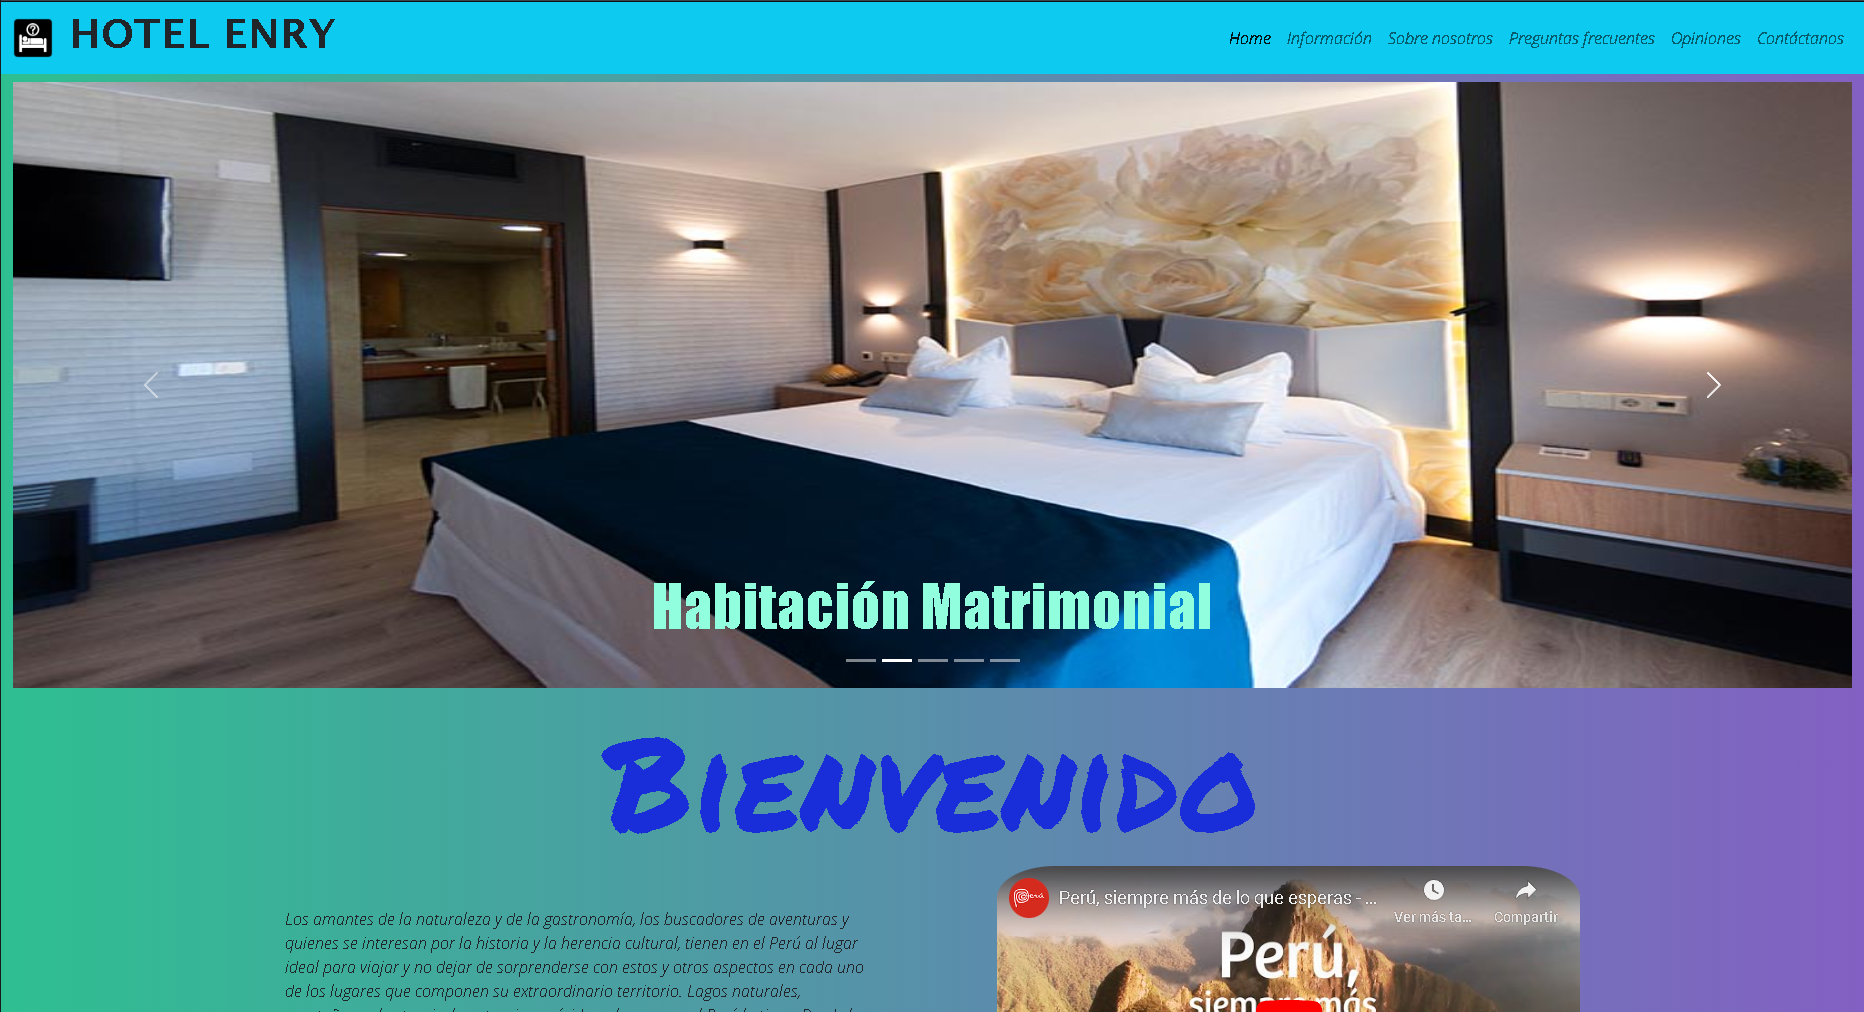 HOTEL ENRY
Home Información Sobre nosotros Preguntas frecuentes Opiniones Contáctanos
Habitación Matrimonial
BIENVENIDO
Los amantes de la naturaleza y de la gastronomía, los buscadores de aventuras y
quienes se interesan por la historia y la herencia cultural, tienen en el Perú al lugar
ideal para viajar y no dejar de sorprenderse con estos y otros aspectos en cada uno
de los lugares que componen su extraordinario territorio. Lagos naturales,
Perú
Perú, siempre más de lo que esperas - ...
Ver más ta...
Compartir
Perú,
siempre más